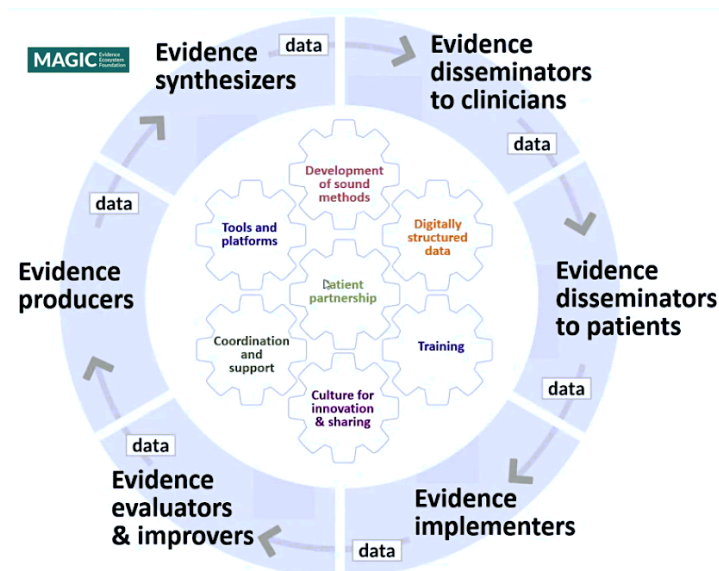 MAGIC Evidence
Ecosystem
Foundation
Evidence
synthesizers
data
Evidence
disseminators
to clinicians
data
Evidence
disseminators
to patients
data
Evidence
implementers
data
Evidence
evaluators
& improvers
data
Evidence
producers
data
Development
of sound
methods
Tools and
platforms
Digitally
structured
data
Patient
partnership
Coordination
and
support
Training
Culture for
innovation
& sharing